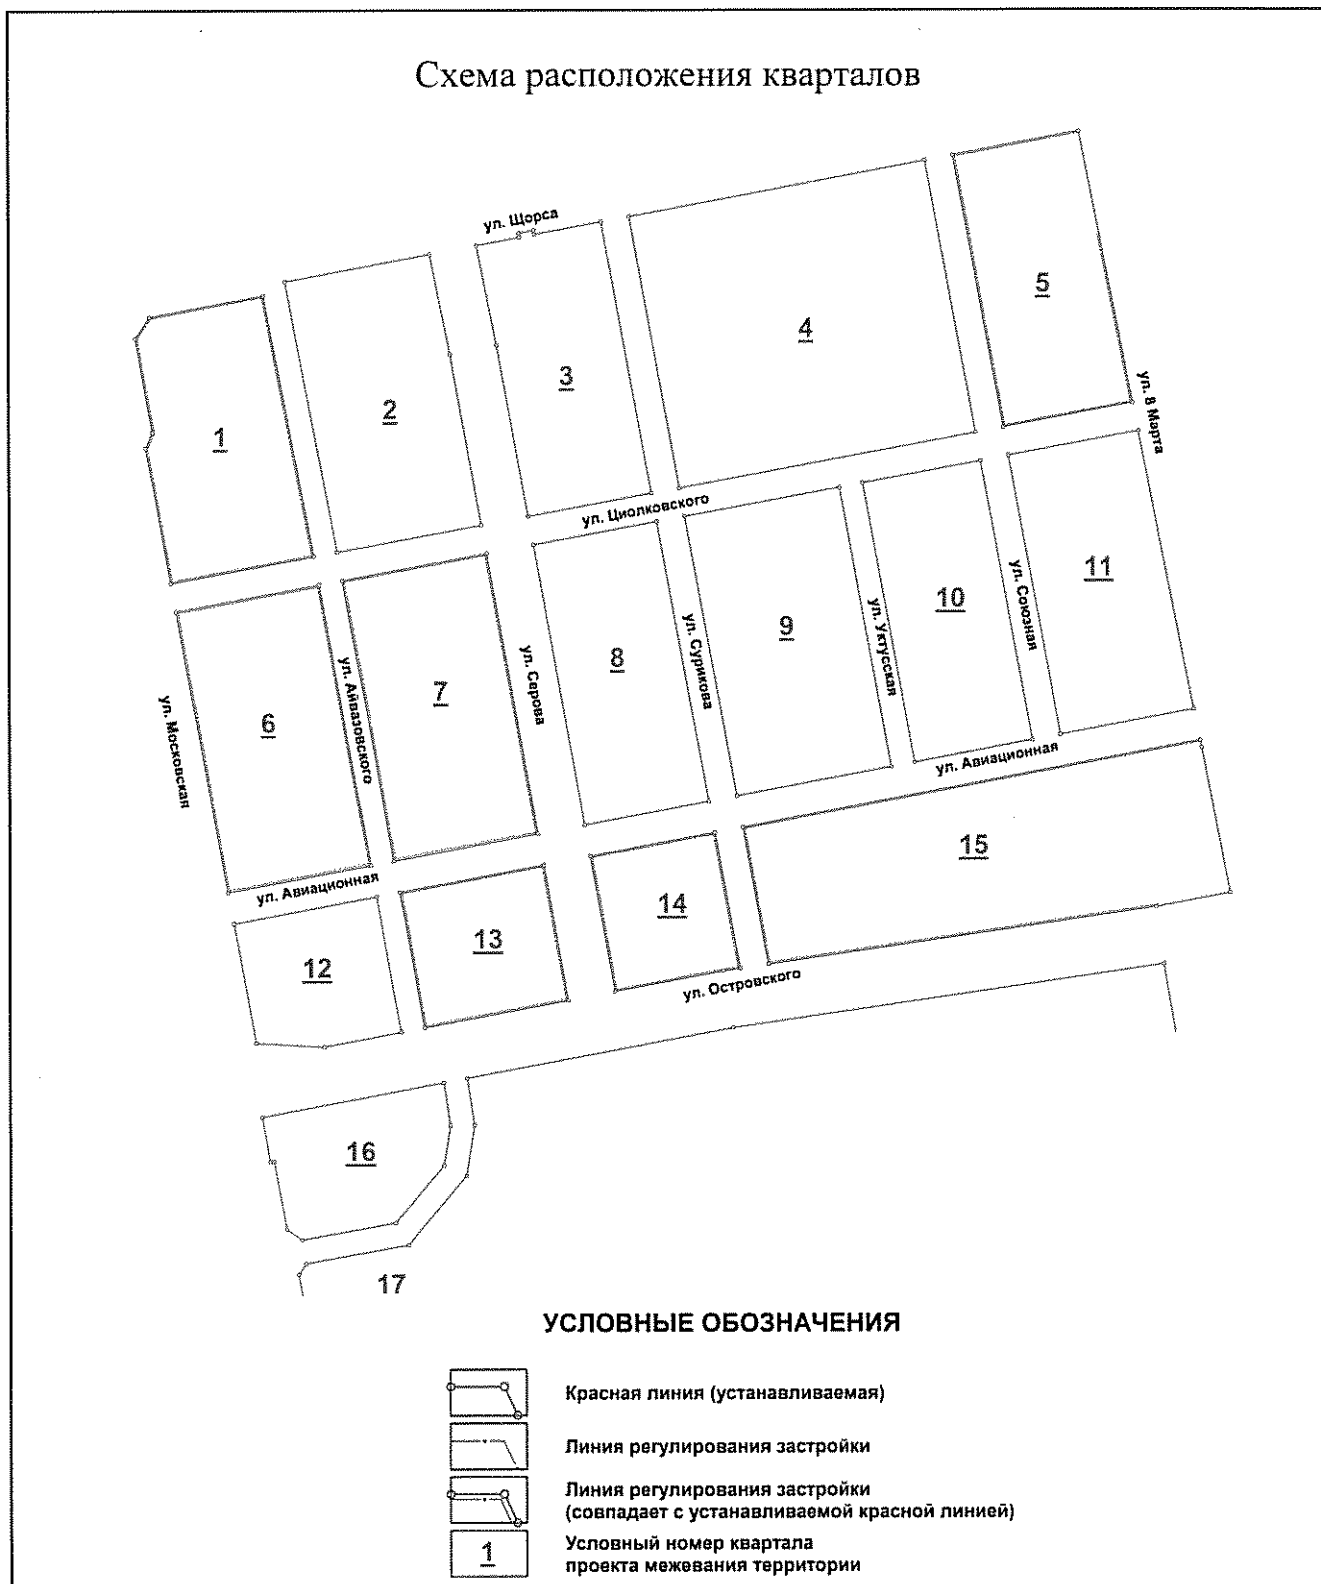 Схема расположения кварталов
ул. Щорса
5
4
3
2
1
ул. 8 Марта
ул. Циолковского
11
10
9
8
7
6
ул. Союзная
ул. Уктусская
ул. Сурикова
ул. Серова
ул. Айвазовского
ул. Московская
ул. Авиационная
ул. Авиационная
15
14
13
12
ул. Островского
16
17
УСЛОВНЫЕ ОБОЗНАЧЕНИЯ
Красная линия (устанавливаемая)
Линия регулирования застройки
Линия регулирования застройки
(совпадает с устанавливаемой красной линией)
1
Условный номер квартала
проекта межевания территории